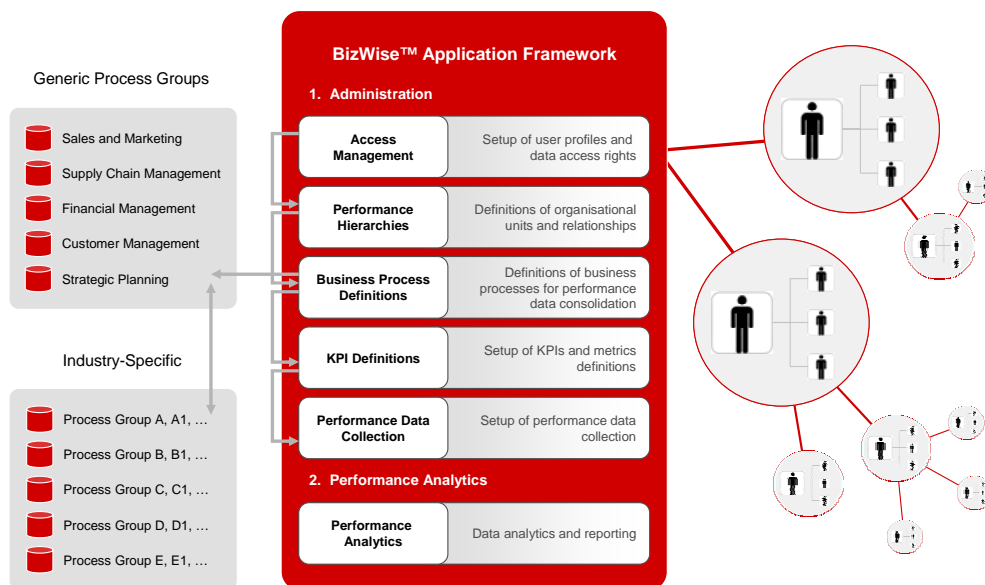 Generic Process Groups
Sales and Marketing
Supply Chain Management
Financial Management
Customer Management
Strategic Planning
Industry-Specific
Process Group A, A1, ...
Process Group B, B1, ...
Process Group C, C1, ...
Process Group D, D1, ...
Process Group E, E1, ...
BizWise™ Application Framework
1. Administration
Access
Management
Setup of user profiles and
data access rights
Performance
Hierarchies
Definitions of organisational
units and relationships
Business Process
Definitions
Definitions of business
processes for performance
data consolidation
KPI Definitions
Setup of KPIs and metrics
definitions
Performance Data
Collection
Setup of performance data
collection
2. Performance Analytics
Performance
Analytics
Data analytics and reporting